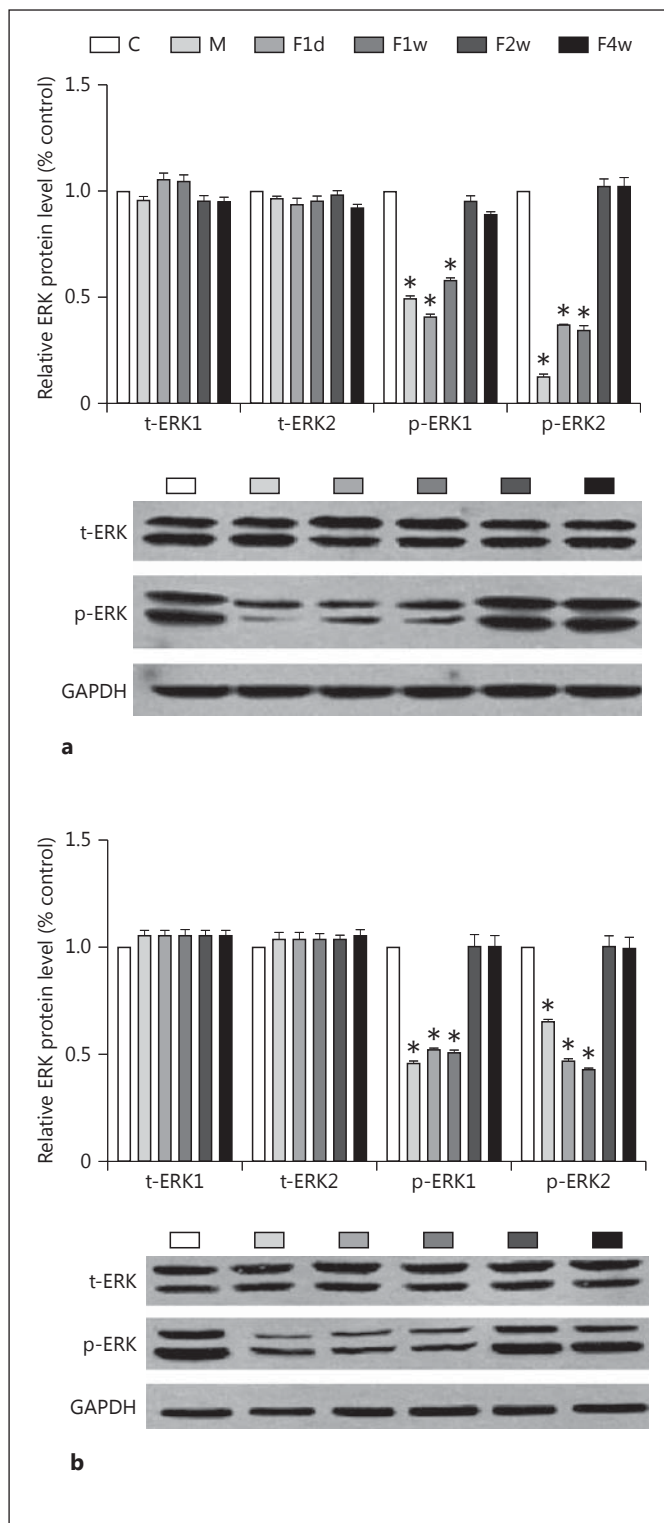 C M F1d F1w F2w F4w
Relative ERK protein level (% control)
1.5
1.0
0.5
0
* * * * * *
t-ERK1 t-ERK2 p-ERK1 p-ERK2
t-ERK
p-ERK
GAPDH
a
Relative ERK protein level (% control)
1.5
1.0
0.5
0
* * * * * *
t-ERK1 t-ERK2 p-ERK1 p-ERK2
t-ERK
p-ERK
GAPDH
b